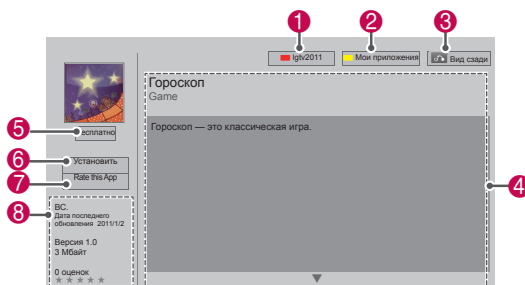 1
2
3
lgtv2011
Мои приложения
Вид сзади
Гороскоп
Game
Гороскоп — это классическая игра.
4
5
есплатно
6
Установить
7
Rate this App
8
ВС.
Дата последнего
обновления 2011/1/2
Версия 1.0
3 Мбайт
0 оценок